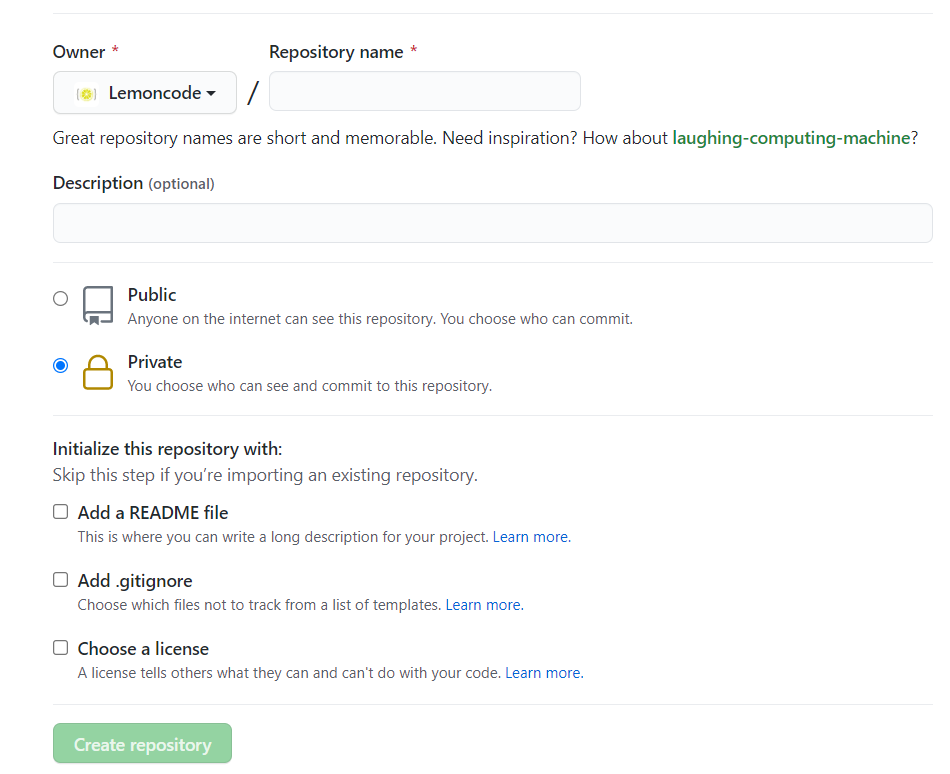 Owner * Repository name *
Lemoncode /
Great repository names are short and memorable. Need inspiration? How about laughing-computing-machine?
Description (optional)
Public
Anyone on the internet can see this repository. You choose who can commit.
Private
You choose who can see and commit to this repository.
Initialize this repository with:
Skip this step if you’re importing an existing repository.
Add a README file
This is where you can write a long description for your project. Learn more.
Add .gitignore
Choose which files not to track from a list of templates. Learn more.
Choose a license
A license tells others what they can and can't do with your code. Learn more.
Create repository